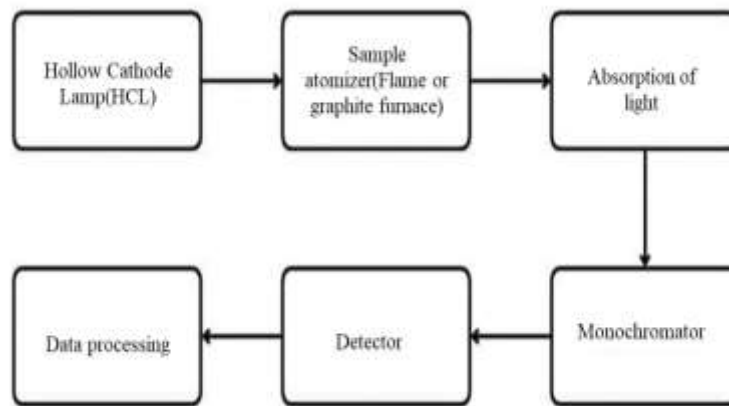 Hollow Cathode
Lamp(HCL)
Sample
atomizer(Flame or
graphite furnace)
Absorption of
light
Monochromator
Detector
Data processing